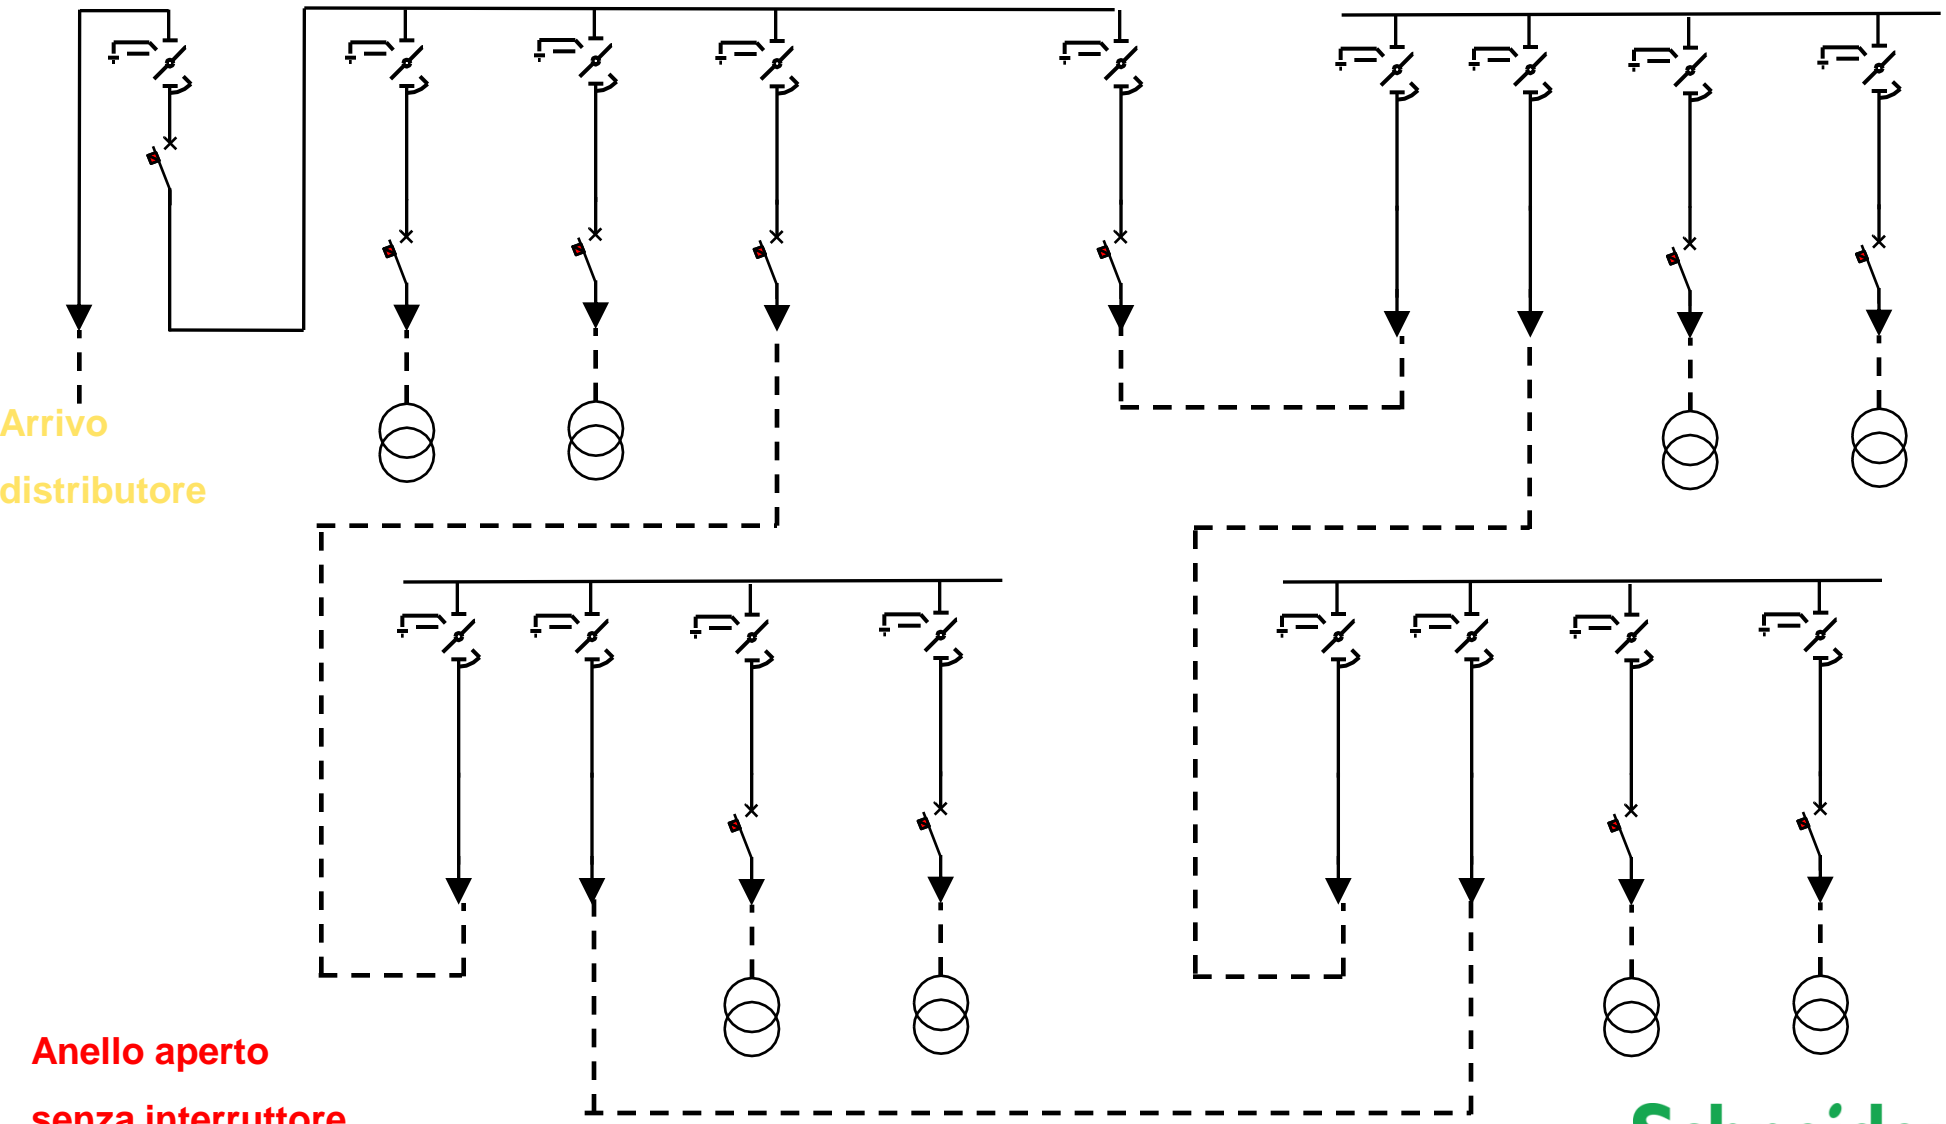 Arrivo
distributore
Anello aperto
senza interruttore